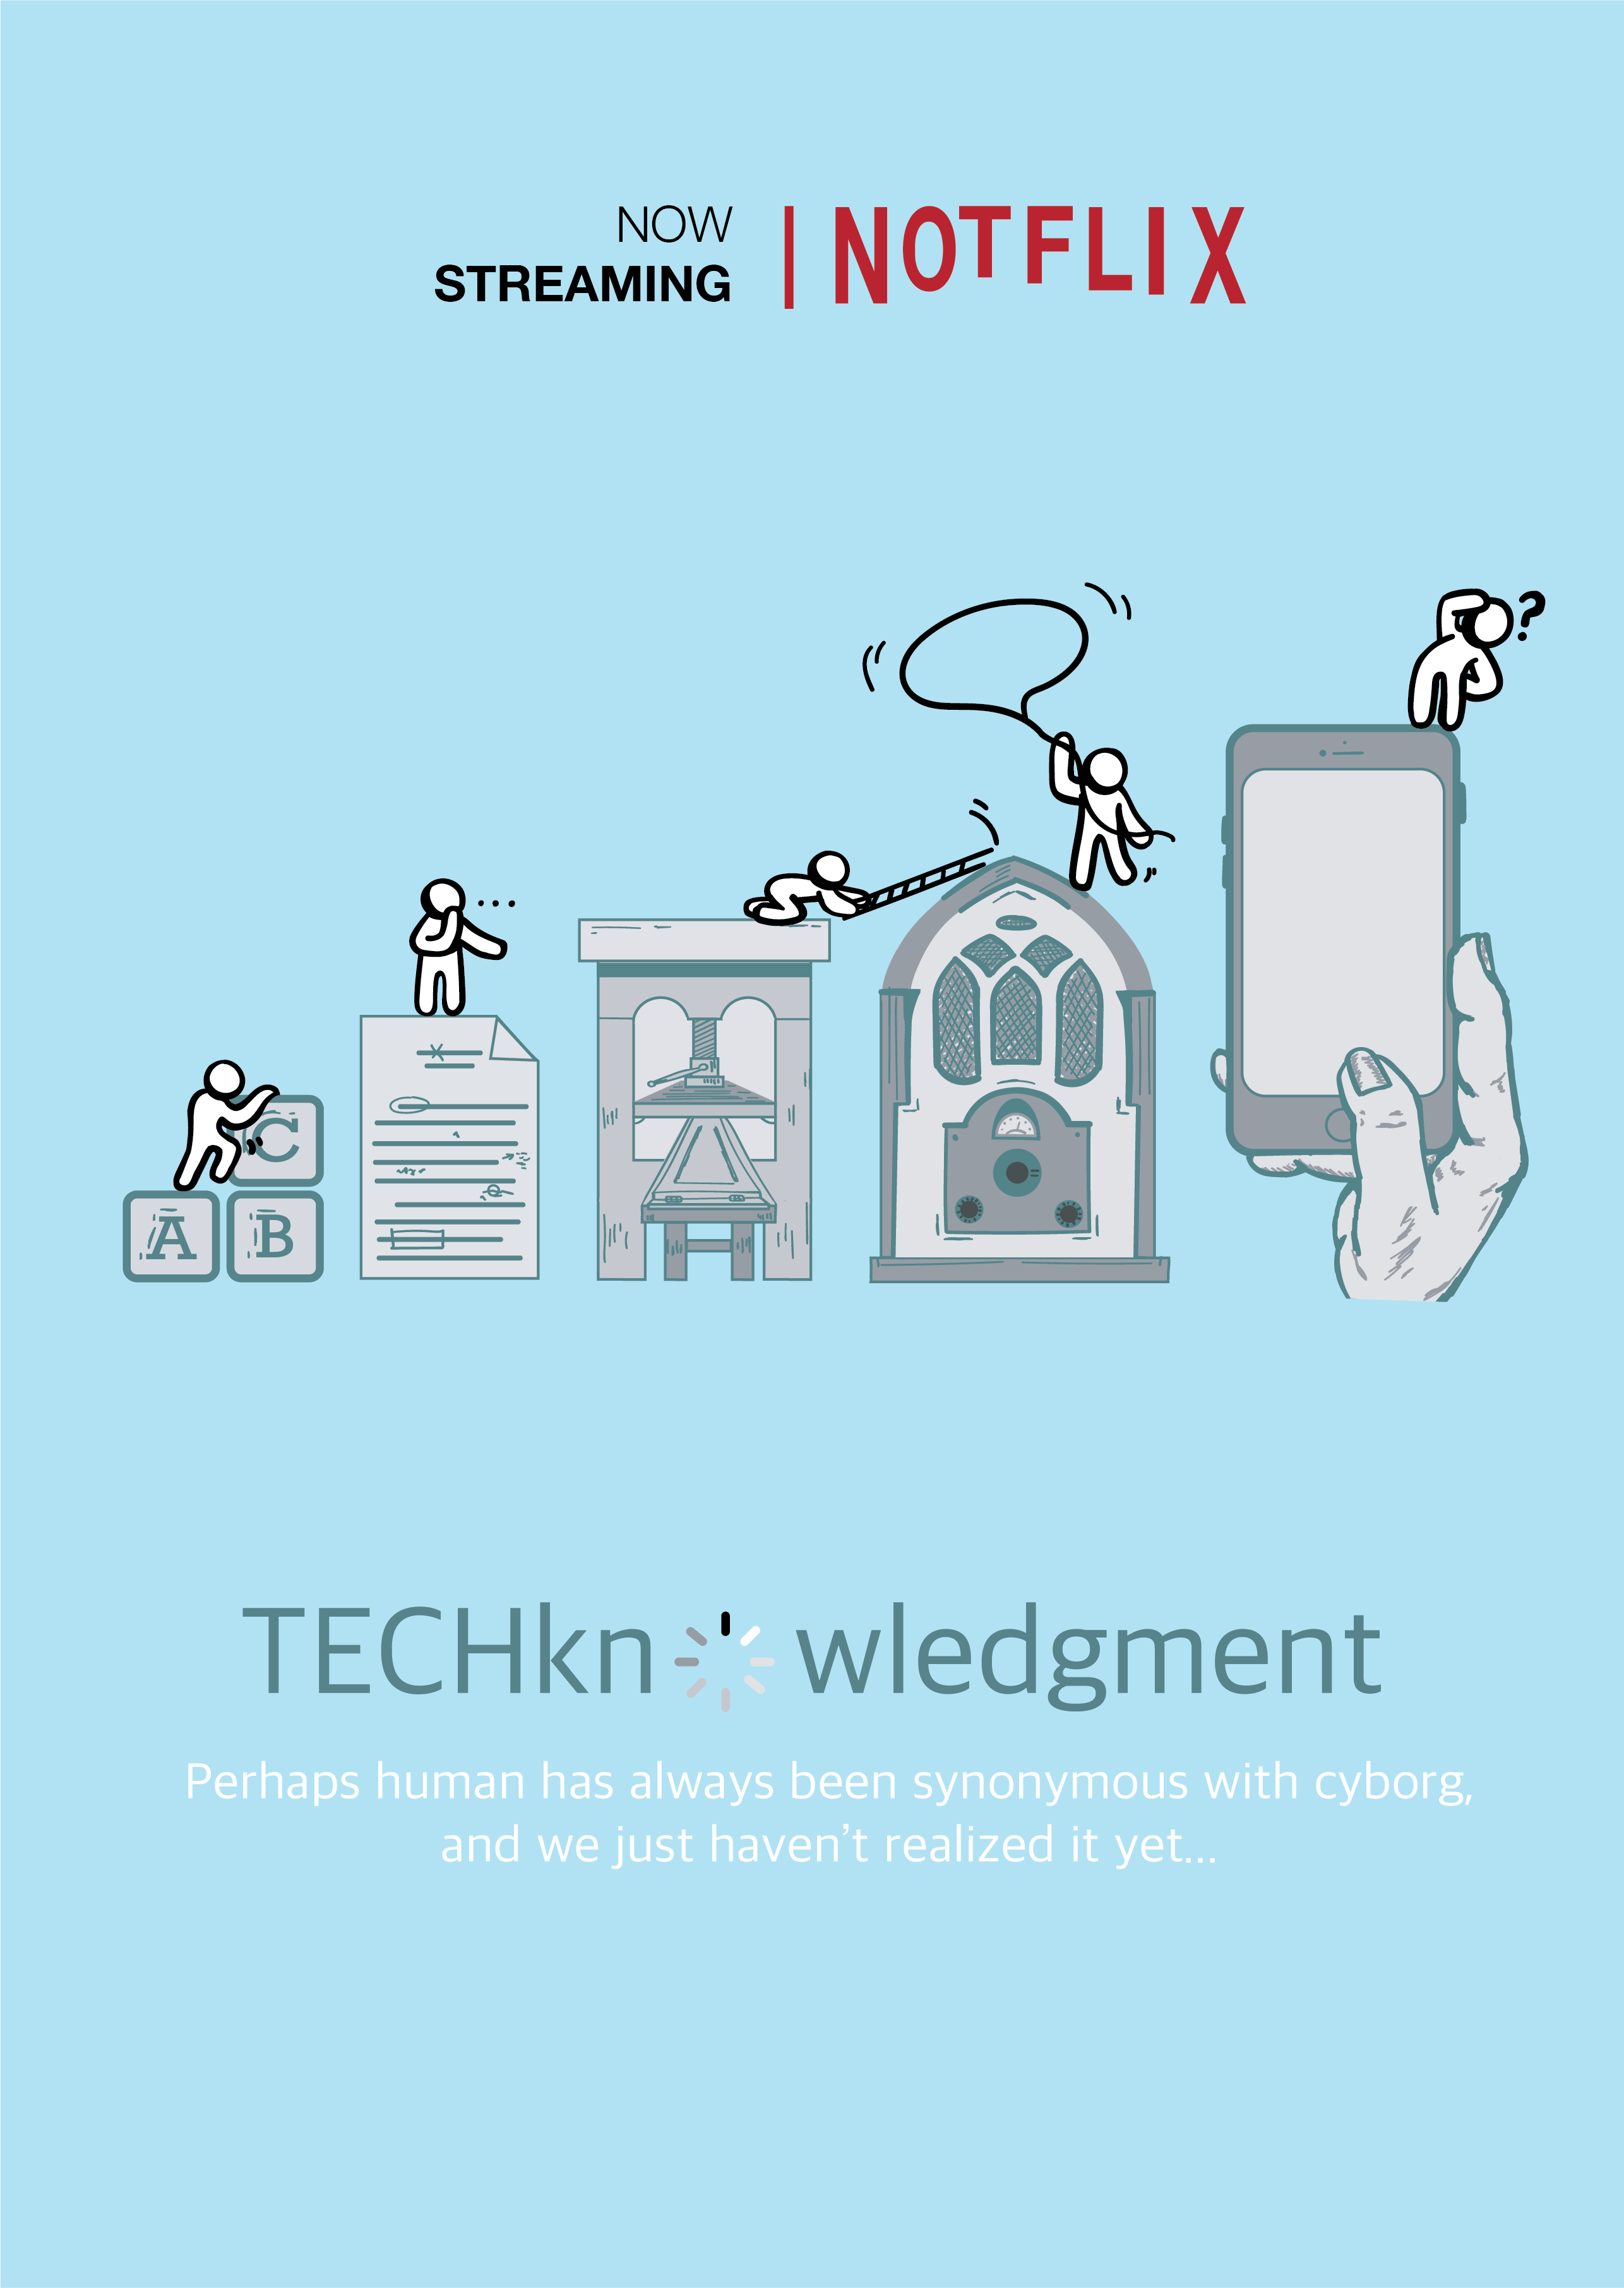 NOW
STREAMING
NOTFLIX
...
?
C
A B
TECHkn wledgment
Perhaps human has always been synonymous with cyborg,
and we just haven’t realized it yet...